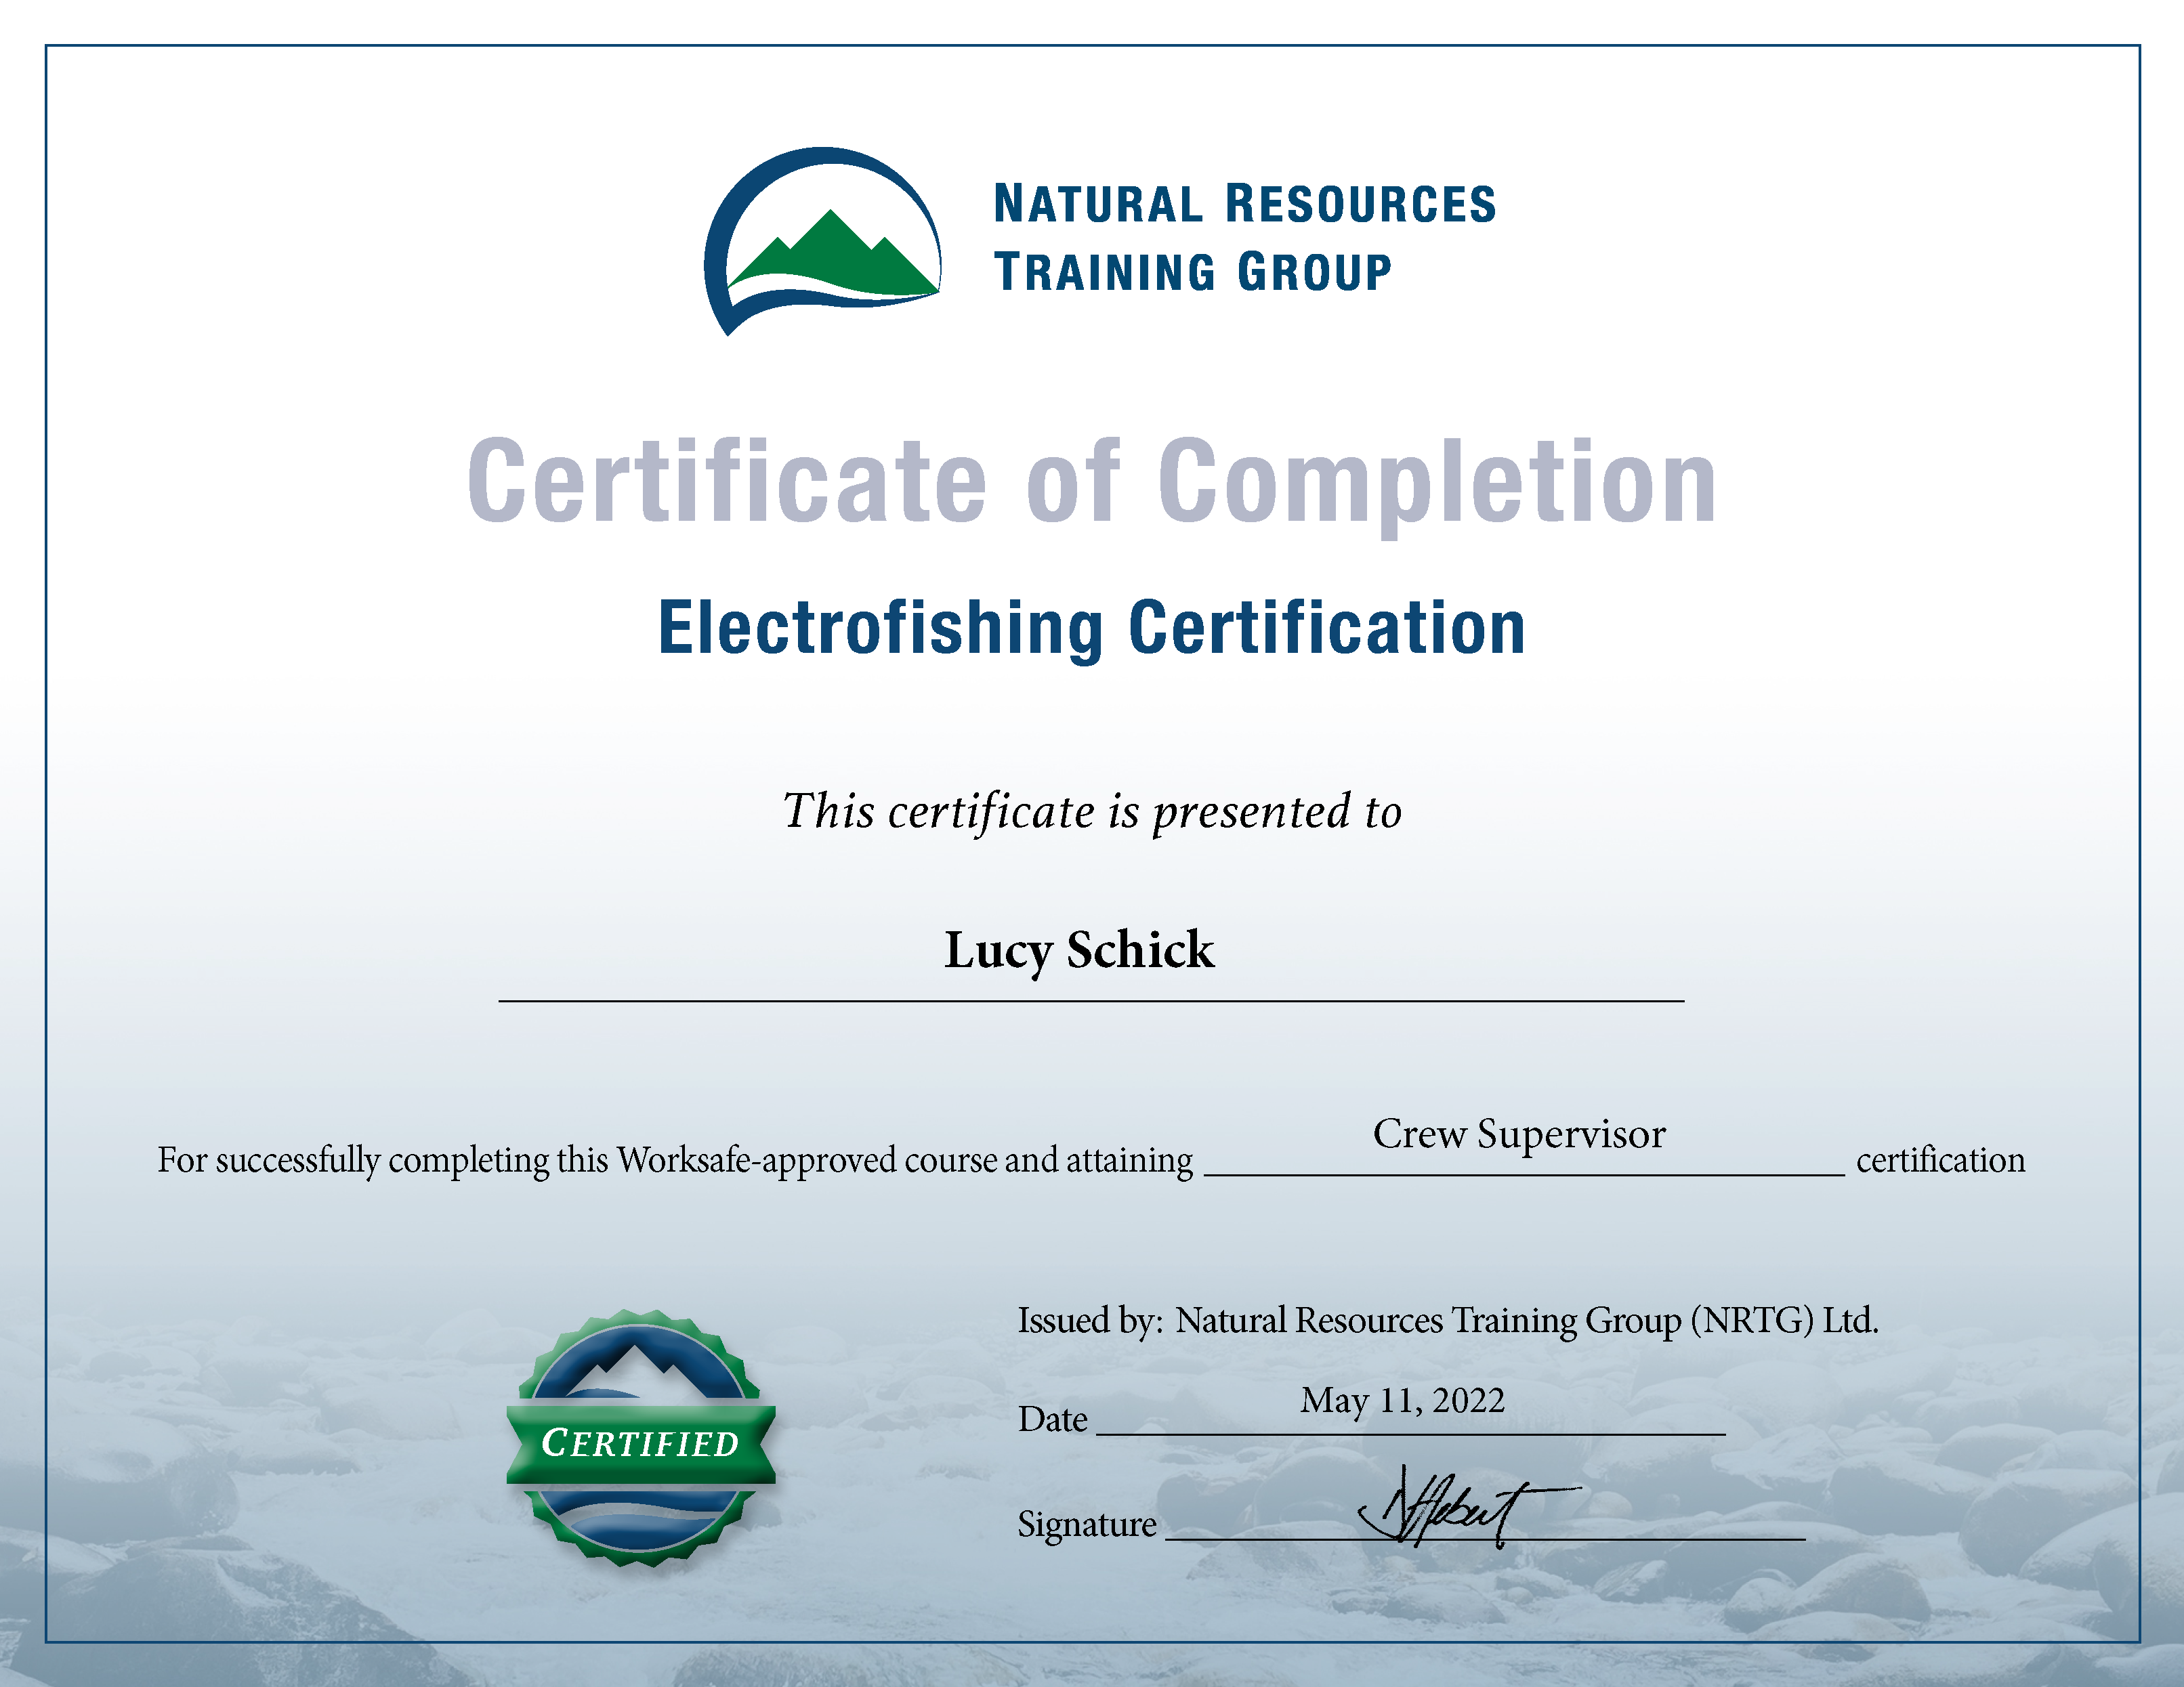 NATURAL RESOURCES
TRAINING GROUP
Certificate of Completion
Electrofishing Certification
This certificate is presented to
Lucy Schick
For successfully completing this Worksafe-approved course and attaining Crew Supervisor certification
Issued by: Natural Resources Training Group (NRTG) Ltd.
Date May 11, 2022
CERTIFIED
Signature